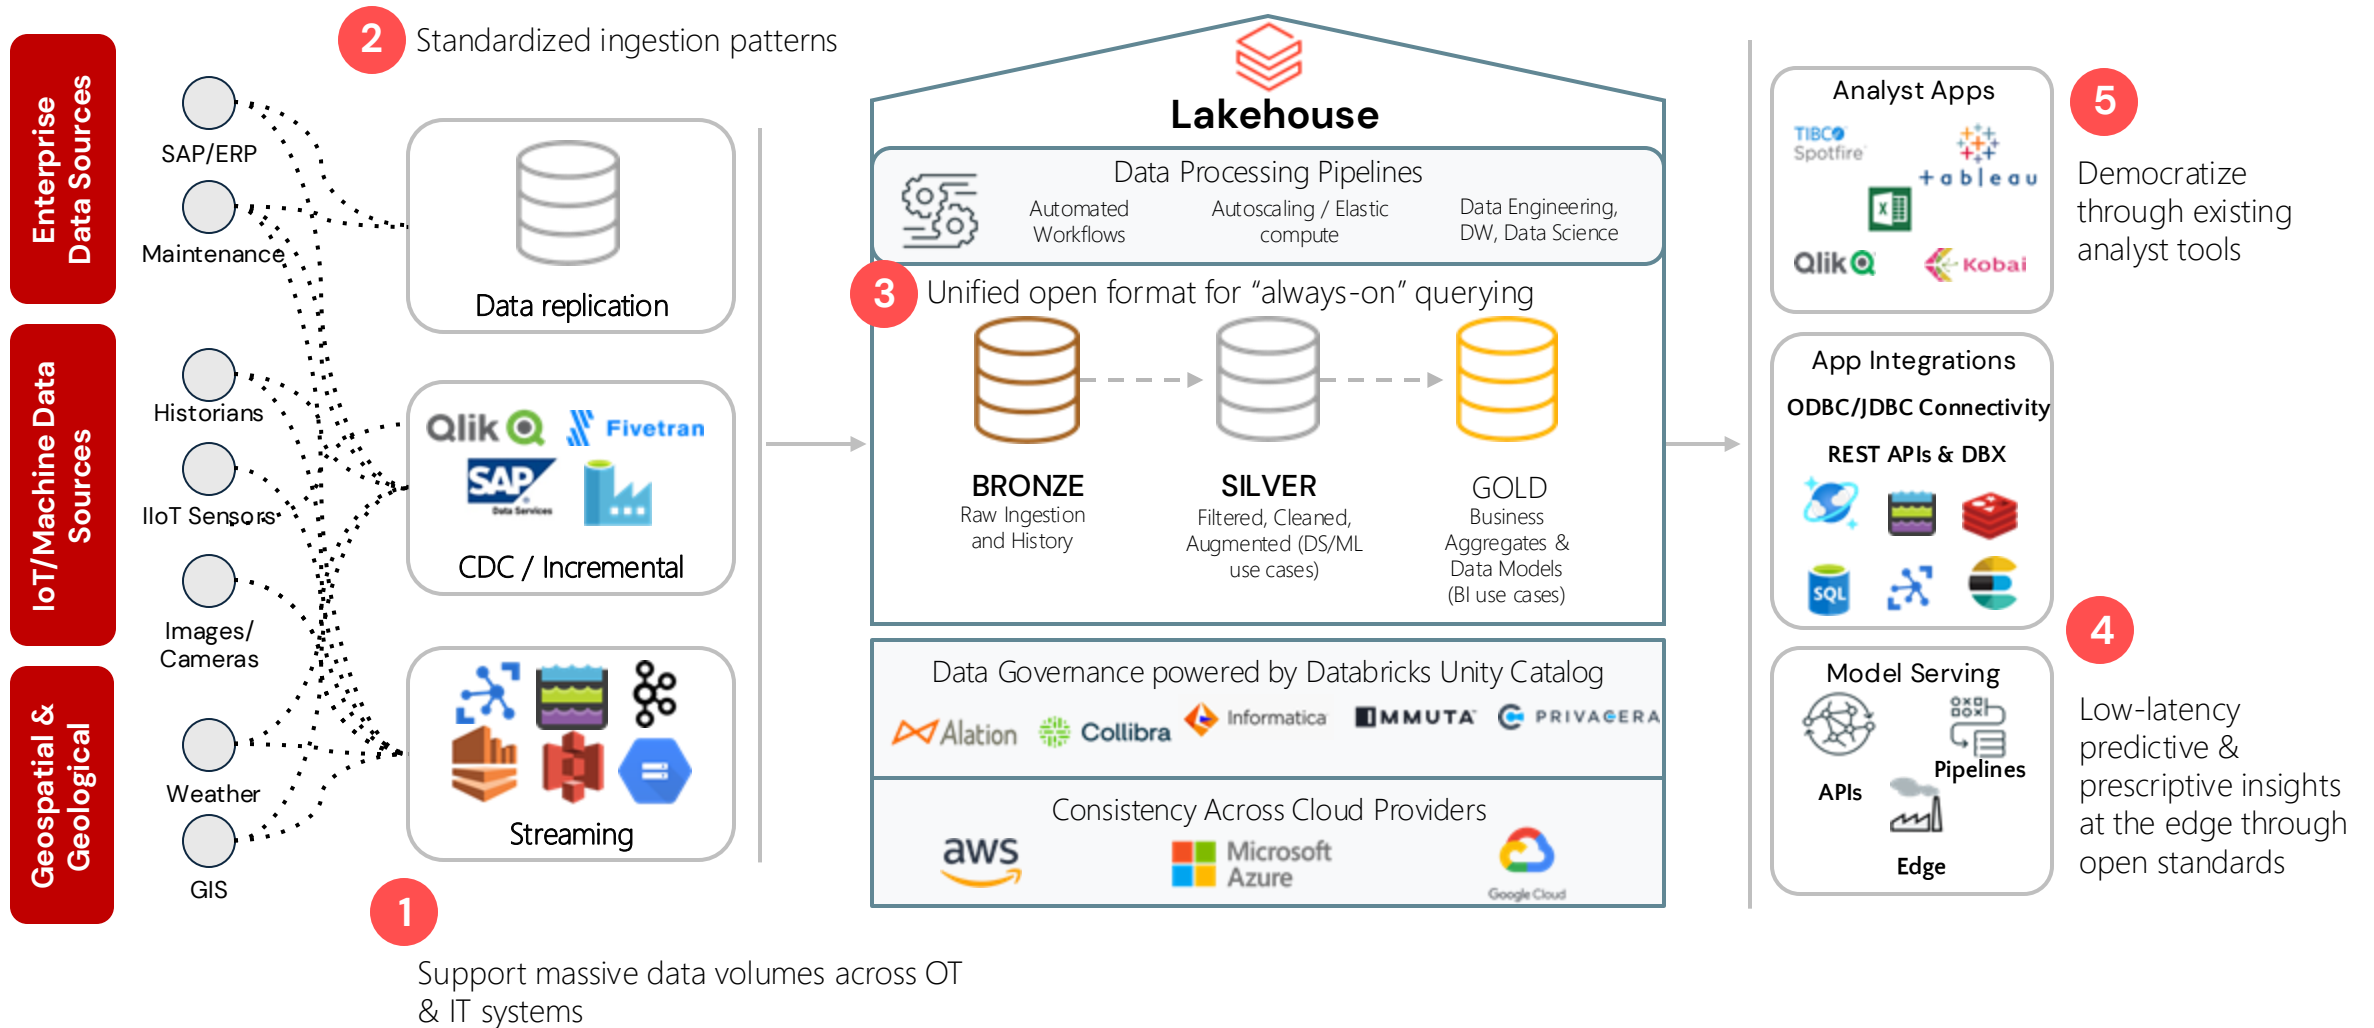 Enterprise
Data Sources
IoT/Machine Data
Sources
Geospatial &
Geological
SAP/ERP
Maintenance
Historians
IIoT Sensors
Images/
Cameras
Weather
GIS
2
Standardized ingestion patterns
Data replication
Qlik
Fivetran
SAP
Data Services
CDC / Incremental
Streaming
1
Support massive data volumes across OT
& IT systems
Lakehouse
Data Processing Pipelines
Automated
Workflows
Autoscaling / Elastic
compute
Data Engineering,
DW, Data Science
3
Unified open format for “always-on” querying
BRONZE
Raw Ingestion
and History
SILVER
Filtered, Cleaned,
Augmented (DS/ML
use cases)
GOLD
Business
Aggregates &
Data Models
(BI use cases)
Data Governance powered by Databricks Unity Catalog
Alation
Collibra
Informatica
IMMUTA
PRIVACERA
Consistency Across Cloud Providers
aws
Microsoft
Azure
Google Cloud
Analyst Apps
TIBCO
Spotfire
+ableau
X
Qlik
Kobai
5
Democratize
through existing
analyst tools
App Integrations
ODBC/JDBC Connectivity
REST APIs & DBX
SQL
4
Low-latency
predictive &
prescriptive insights
at the edge through
open standards
Model Serving
APIs
Pipelines
Edge